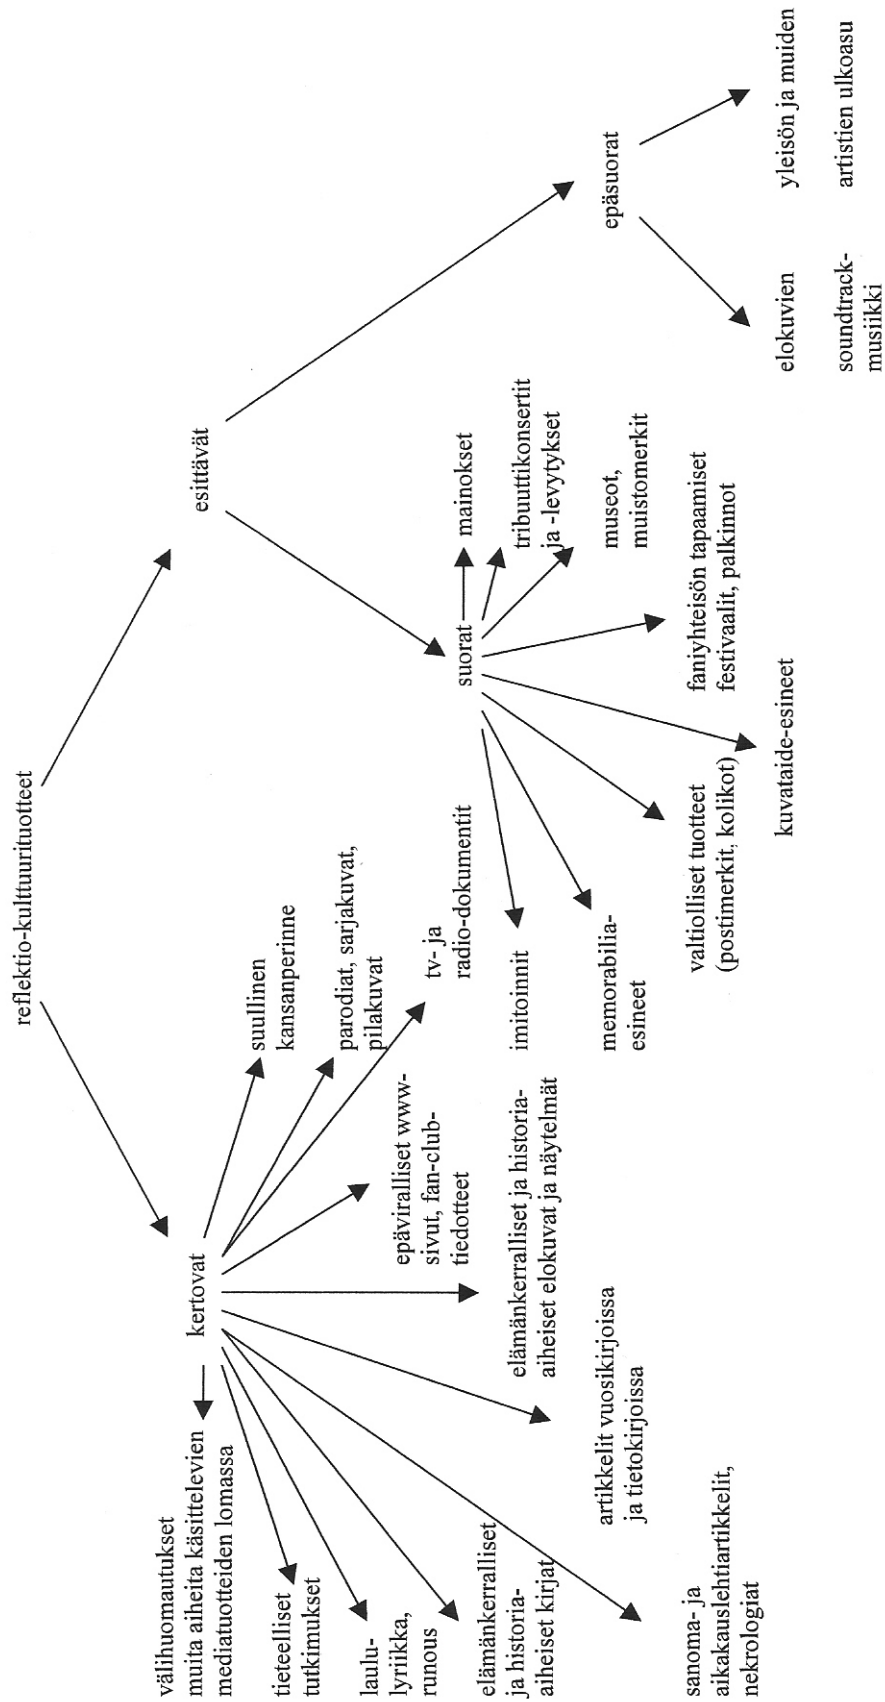 reflektio-kulttuurituotteet
kertovat
esittävät
välihuomautukset
muita aiheita käsittelevien
mediatuotteiden lomassa
tieteelliset
tutkimukset
laulu-
lyriikka,
runous
elämänkerralliset
ja historia-
aiheiset kirjat
sanoma- ja
aikakauslehtiartikkelit,
nekrologiat
artikkelit vuosikirjoissa
ja tietokirjoissa
elämänkerralliset ja historia-
aiheiset elokuvat ja näytelmät
epäviralliset www-
sivut, fan-club-
tiedotteet
tv- ja
radio-dokumentit
parodiat, sarjakuvat,
pilakuvat
suullinen
kansanperinne
suorat
imitoinnit
memorabilia-
esineet
valtiolliset tuotteet
(postimerkit, kolikot)
kuvataide-esineet
faniyhteisön tapaamiset
festivaalit, palkinnot
museot,
muistomerkit
tribuuttikonsertit
ja -levytykset
mainokset
epäsuorat
elokuvien
soundtrack-
musiikki
yleisön ja muiden
artistien ulkoasu